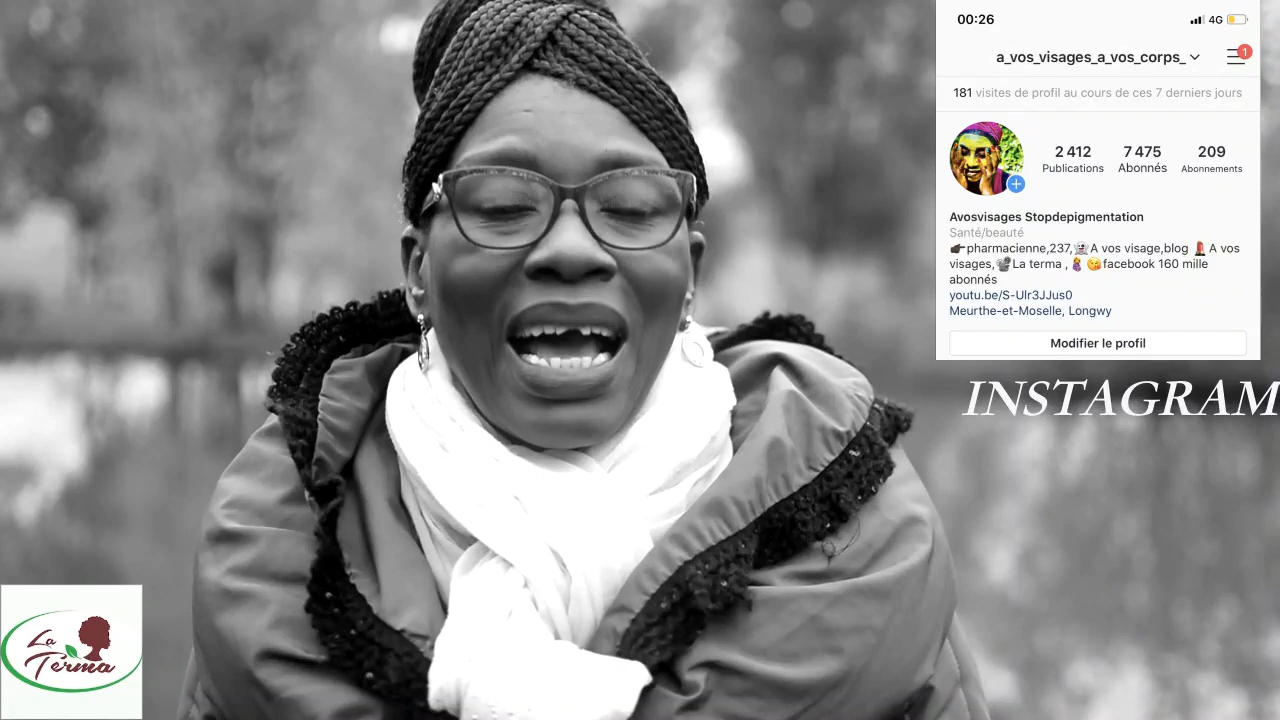 00:26
4G
a_vos_visages_a_vos_corps_
1
181 visites de profil au cours de ces 7 derniers jours
2 412 7 475 209
Publications Abonnés Abonnements
Avosvisages Stopdepigmentation
Santé/beauté
pharmacienne,237, A vos visage,blog A vos
visages, La terma , facebook 160 mille
abonnés
youtu.be/S-Ulr3JJus0
Meurthe-et-Moselle, Longwy
Modifier le profil
INSTAGRAM
La
Terma